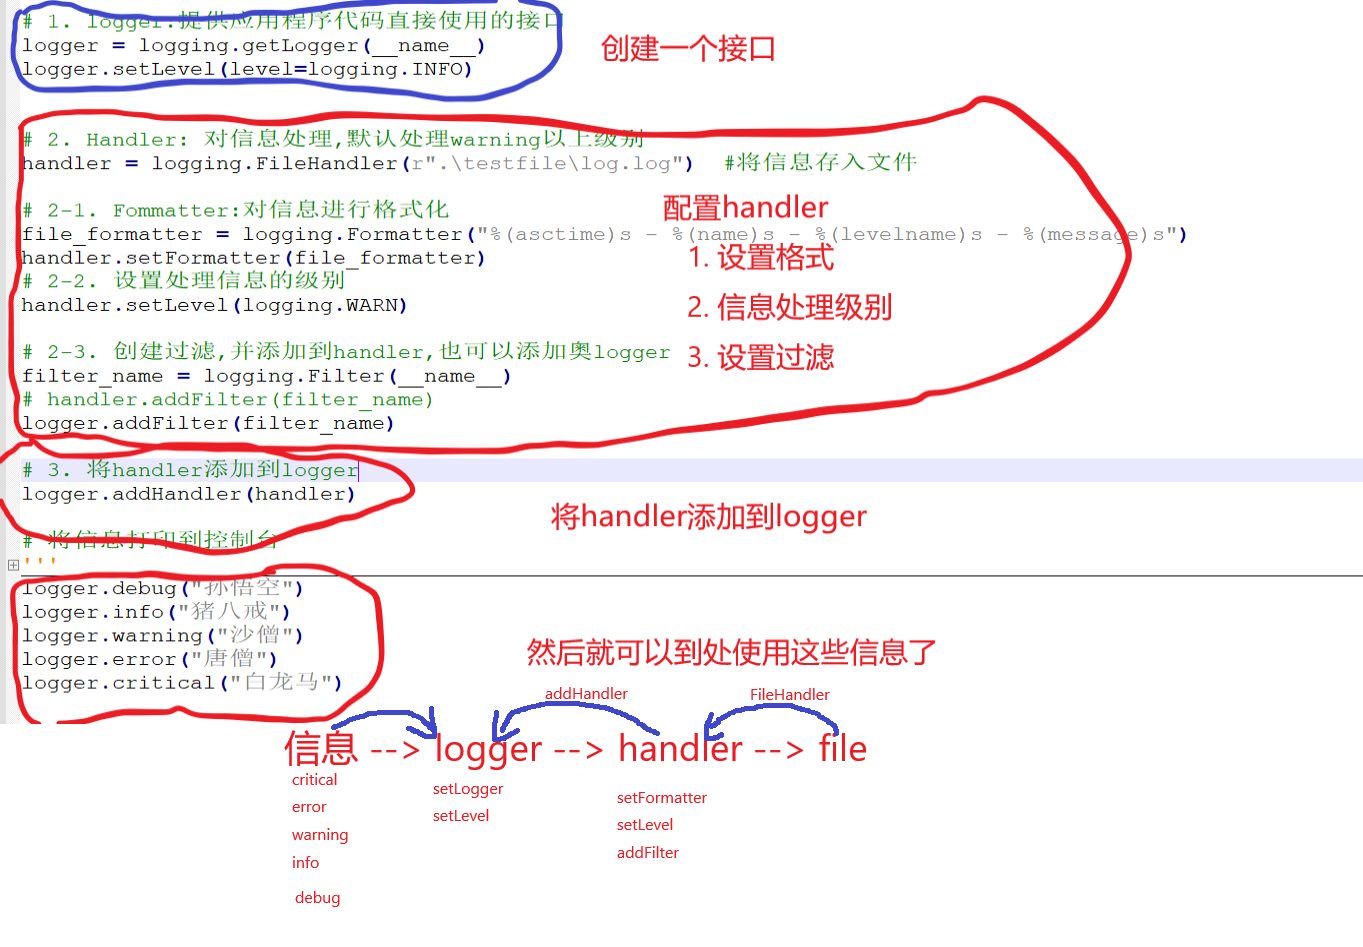 # 1. logger:提供应用程序代码直接使用的接口
logger = logging.getLogger(__name__)
创建一个接口
logger.setLevel(level=logging.INFO)
# 2. Handler: 对信息处理,默认处理warning以上级别
handler = logging.FileHandler(r".\testfile\log.log")  #将信息存入文件
# 2-1. Fommatter:对信息进行格式化
配置handler
file_formatter = logging.Formatter("%(asctime)s - %(name)s - %(levelname)s - %(message)s")
handler.setFormatter(file_formatter)
1. 设置格式
# 2-2. 设置处理信息的级别
handler.setLevel(logging.WARN)
2. 信息处理级别
# 2-3. 创建过滤,并添加到handler,也可以添加奥logger
3. 设置过滤
filter_name = logging.Filter(__name__)
# handler.addFilter(filter_name)
logger.addFilter(filter_name)
# 3. 将handler添加到logger
logger.addHandler(handler)
将handler添加到logger
# 将信息打印到控制台
'''
logger.debug("孙悟空")
logger.info("猪八戒")
logger.warning("沙僧")
logger.error("唐僧")
logger.critical("白龙马")
然后就可以到处使用这些信息了
addHandler
FileHandler
信息 --> logger --> handler --> file
critical
error
warning
info
debug
setLogger
setLevel
setFormatter
setLevel
addFilter